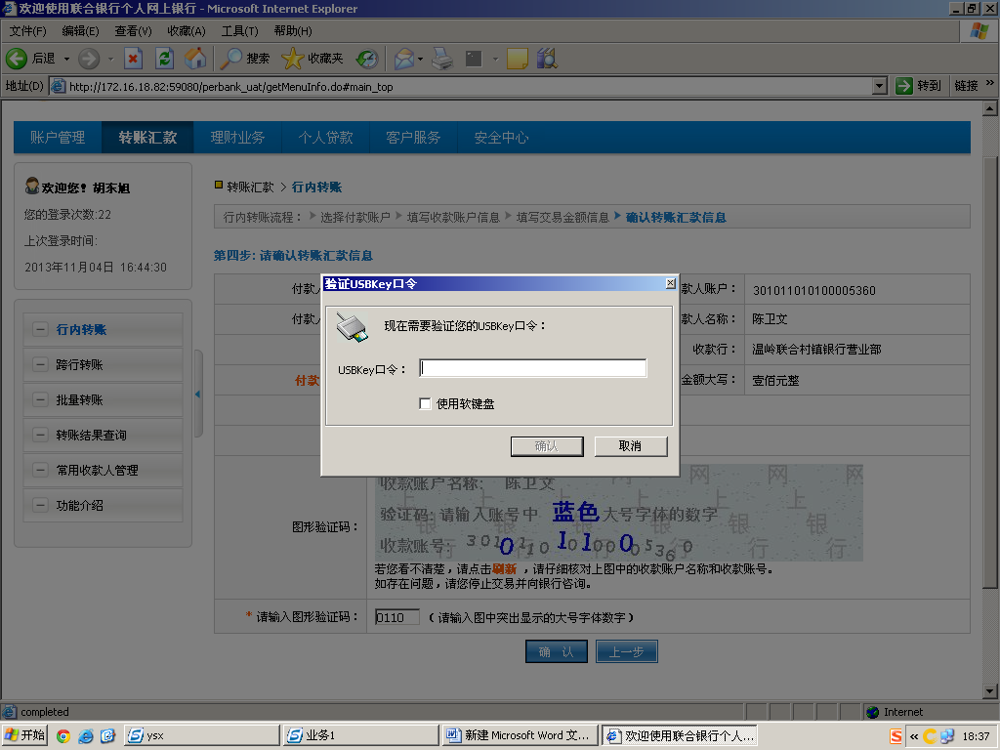 欢迎使用联合银行个人网上银行 - Microsoft Internet Explorer
文件(F) 编辑(E) 查看(V) 收藏(A) 工具(T) 帮助(H)
后退 搜索 收藏夹
地址(D) http://172.16.18.82:59080/perbank_uat/getMenuInfo.do#main_top 转到 链接 »
账户管理 转账汇款 理财业务 个人贷款 客户服务 安全中心
欢迎您！胡东旭
您的登录次数:22
上次登录时间:
2013年11月04日 16:44:30
行内转账
跨行转账
批量转账
转账结果查询
常用收款人管理
功能介绍
转账汇款 > 行内转账
行内转账流程： 选择付款账户 填写收款账户信息 填写交易金额信息 确认转账汇款信息
第四步: 请确认转账汇款信息
付款 款人账户： 301011010100005360
付款 款人名称： 陈卫文
收款行： 温岭联合村镇银行营业部
付款 金额大写： 壹佰元整
验证USBKey口令
现在需要验证您的USBKey口令：
USBKey口令：
使用软键盘
确认 取消
图形验证码：
收款账户名称: 陈卫文
验证码: 请输入账号中 蓝色 大号字体的数字
收款账号: 301011010100005360
网 网 网 上 上 上 银 银 银 行 行 行
若您看不清楚，请点击刷新 ，请仔细核对上图中的收款账户名称和收款账号。
如存在问题，请您停止交易并向银行咨询。
* 请输入图形验证码： 0110 （请输入图中突出显示的大号字体数字）
确 认 上一步
completed Internet
开始 ysx 业务1 新建 Microsoft Word 文... 欢迎使用联合银行个人... « 18:37